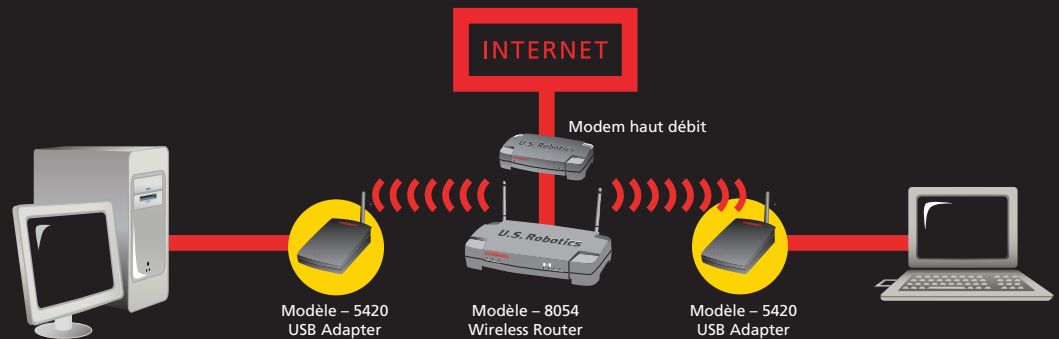 INTERNET
Modem haut débit
U.S. Robotics
U.S. Robotics
Modèle – 5420
USB Adapter
Modèle – 8054
Wireless Router
Modèle – 5420
USB Adapter